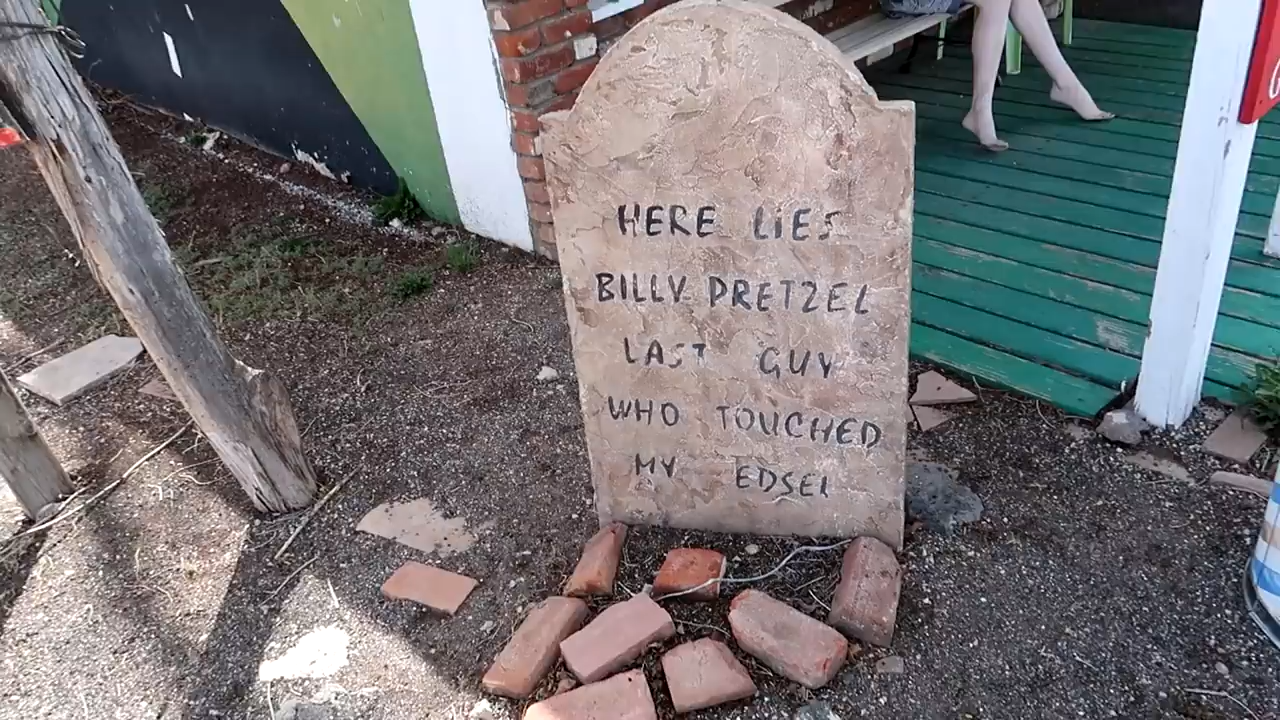 HERE LIES
BILLY PRETZEL
LAST GUY
WHO TOUCHED
MY EDSEL